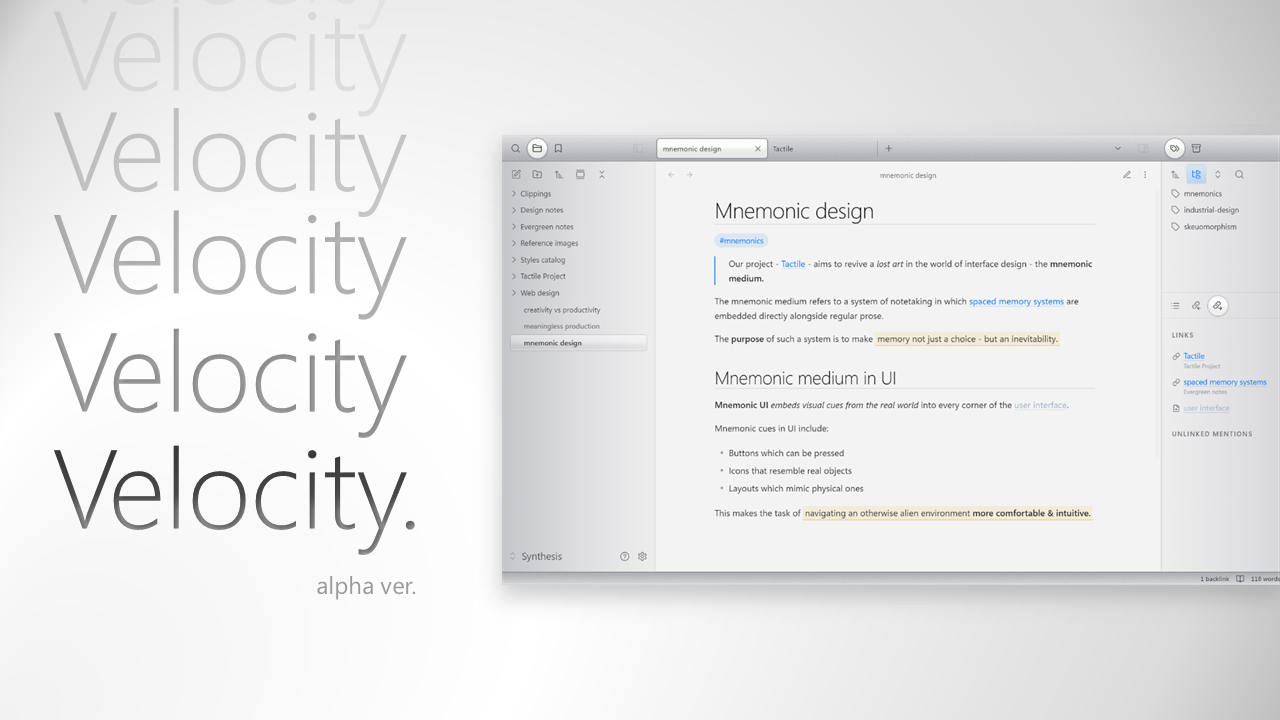 Velocity
Velocity
Velocity
Velocity
Velocity.
alpha ver.
mnemonic design
Tactile
mnemonic design
Clippings
Design notes
Evergreen notes
Reference images
Styles catalog
Tactile Project
Web design
creativity vs productivity
meaningless production
mnemonic design
Synthesis
Mnemonic design
#mnemonics
Our project - Tactile - aims to revive a lost art in the world of interface design - the mnemonic
medium.
The mnemonic medium refers to a system of notetaking in which spaced memory systems are
embedded directly alongside regular prose.
The purpose of such a system is to make memory not just a choice - but an inevitability.
Mnemonic medium in UI
Mnemonic UI embeds visual cues from the real world into every corner of the user interface.
Mnemonic cues in UI include:
Buttons which can be pressed
Icons that resemble real objects
Layouts which mimic physical ones
This makes the task of navigating an otherwise alien environment more comfortable & intuitive.
mnemonics
industrial-design
skeuomorphism
LINKS
Tactile
Tactile Project
spaced memory systems
Evergreen notes
user interface
UNLINKED MENTIONS
1 backlink
118 words